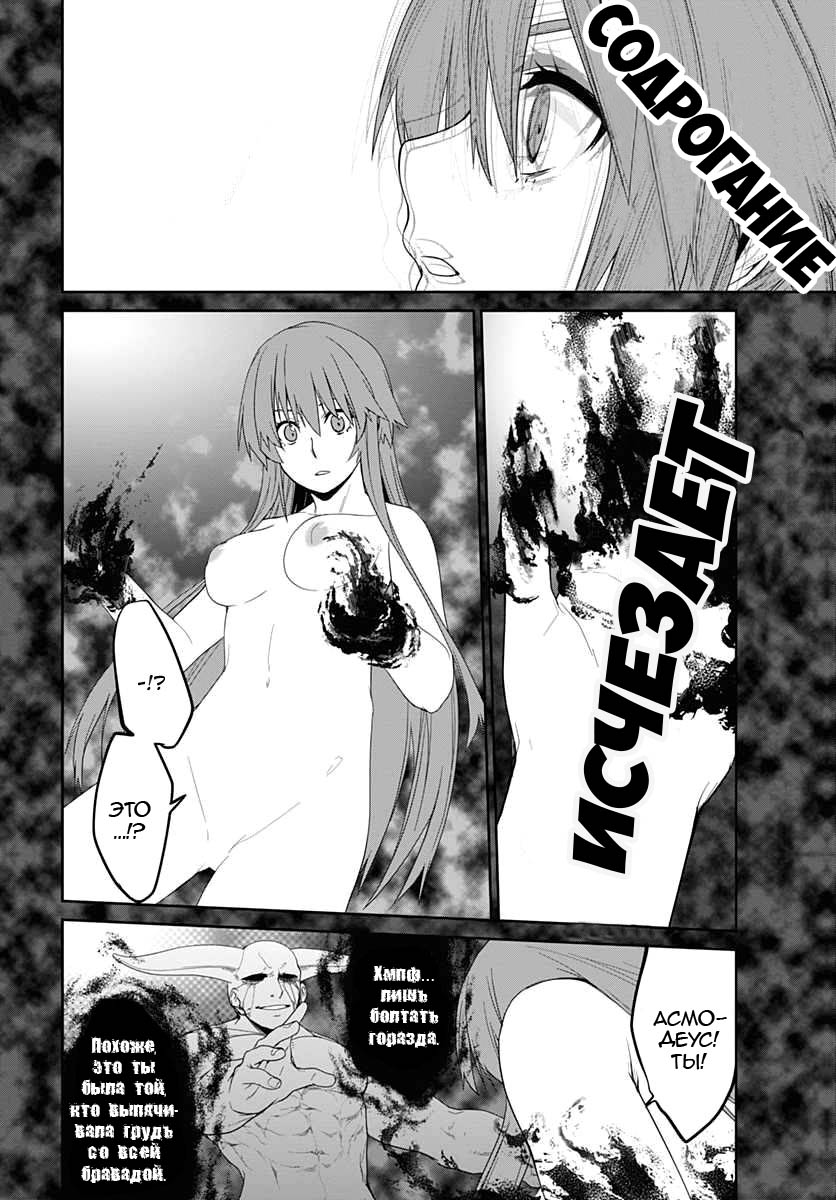 СОДРОГАНИЕ
ИСЧЕЗАЕТ
-!?
ЭТО
...!?
АСМО-
ДЕУС!
ТЫ!
Хмпф...
лишь
болтать
горазда.
Похоже,
это ты
была той,
кто выпячи-
вала грудь
со всей
бравадой.